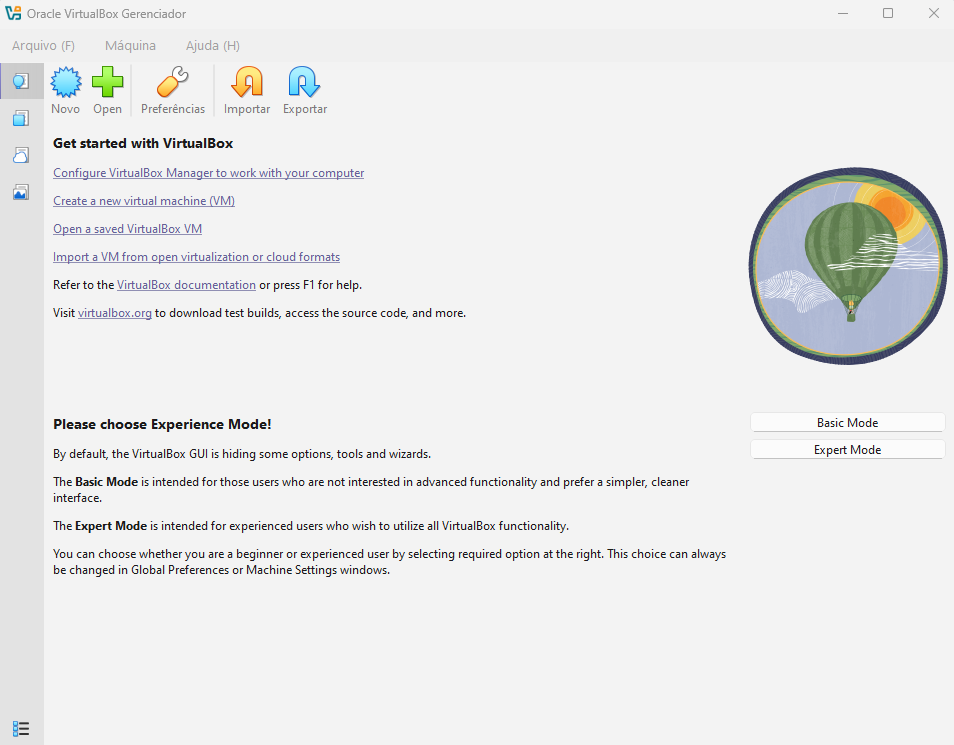 Oracle VirtualBox Gerenciador
Arquivo (F) Máquina Ajuda (H)
Novo Open Preferências Importar Exportar
Get started with VirtualBox
Configure VirtualBox Manager to work with your computer
Create a new virtual machine (VM)
Open a saved VirtualBox VM
Import a VM from open virtualization or cloud formats
Refer to the VirtualBox documentation or press F1 for help.
Visit virtualbox.org to download test builds, access the source code, and more.
Please choose Experience Mode!
By default, the VirtualBox GUI is hiding some options, tools and wizards.
The Basic Mode is intended for those users who are not interested in advanced functionality and prefer a simpler, cleaner
interface.
The Expert Mode is intended for experienced users who wish to utilize all VirtualBox functionality.
You can choose whether you are a beginner or experienced user by selecting required option at the right. This choice can always
be changed in Global Preferences or Machine Settings windows.
Basic Mode
Expert Mode